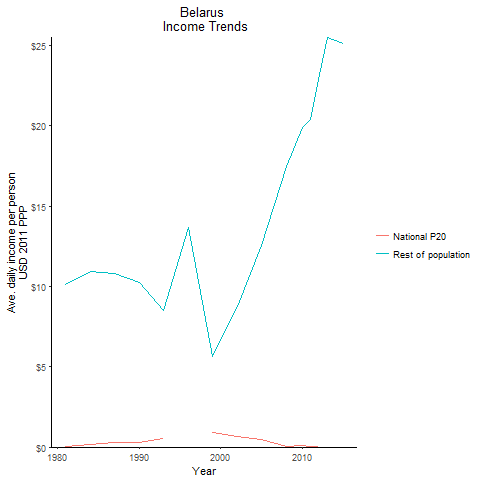 Belarus
Income Trends
$25
$20
$15
$10
$5
$0
1980
1990
2000
2010
Year
Ave. daily income per person
USD 2011 PPP
National P20
Rest of population